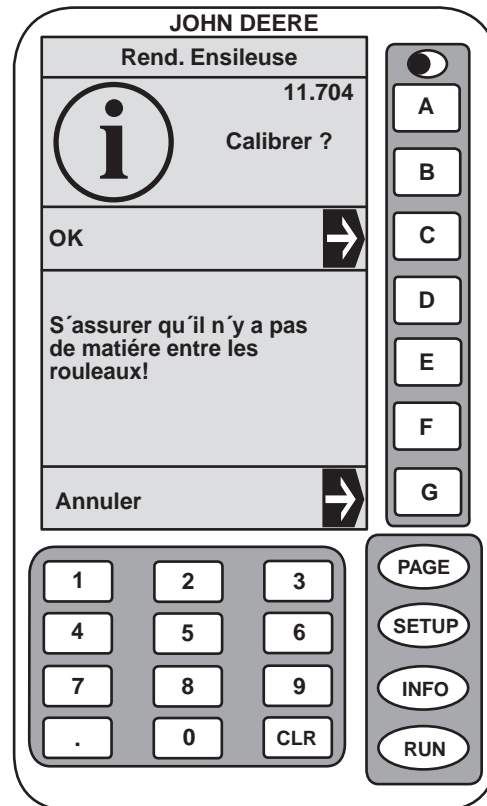 JOHN DEERE
Rend. Ensileuse
11.704
Calibrer ?
OK
S´assurer qu´il n´y a pas
de matiére entre les
rouleaux!
Annuler
A
B
C
D
E
F
G
1 2 3
4 5 6
7 8 9
. 0 CLR
PAGE
SETUP
INFO
RUN